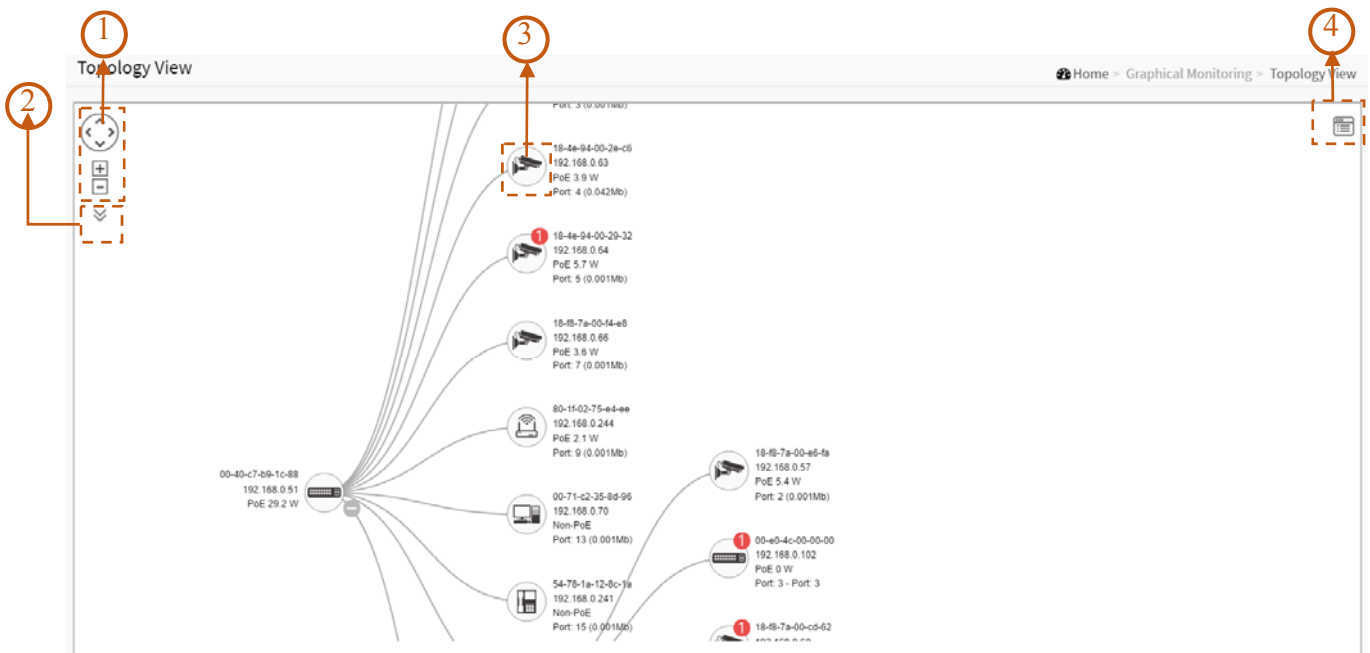 1
3
4
Topology View
Home > Graphical Monitoring > Topology View
2
Port: 3 (0.001Mb)
18-4e-94-00-2e-c6
192.168.0.63
PoE 3.9 W
Port: 4 (0.042Mb)
1
18-4e-94-00-29-32
192.168.0.64
PoE 5.7 W
Port: 5 (0.001Mb)
18-f8-7a-00-f4-e8
192.168.0.66
PoE 3.6 W
Port: 7 (0.001Mb)
80-1f-02-75-e4-ee
192.168.0.244
PoE 2.1 W
Port: 9 (0.001Mb)
00-40-c7-b9-1c-88
192.168.0.51
PoE 29.2 W
00-71-c2-35-8d-96
192.168.0.70
Non-PoE
Port: 13 (0.001Mb)
54-78-1a-12-8c-1a
192.168.0.241
Non-PoE
Port: 15 (0.001Mb)
18-f8-7a-00-e6-fa
192.168.0.57
PoE 5.4 W
Port: 2 (0.001Mb)
1
00-e0-4c-00-00-00
192.168.0.102
PoE 0 W
Port: 3 - Port: 3
1
18-f8-7a-00-cd-62